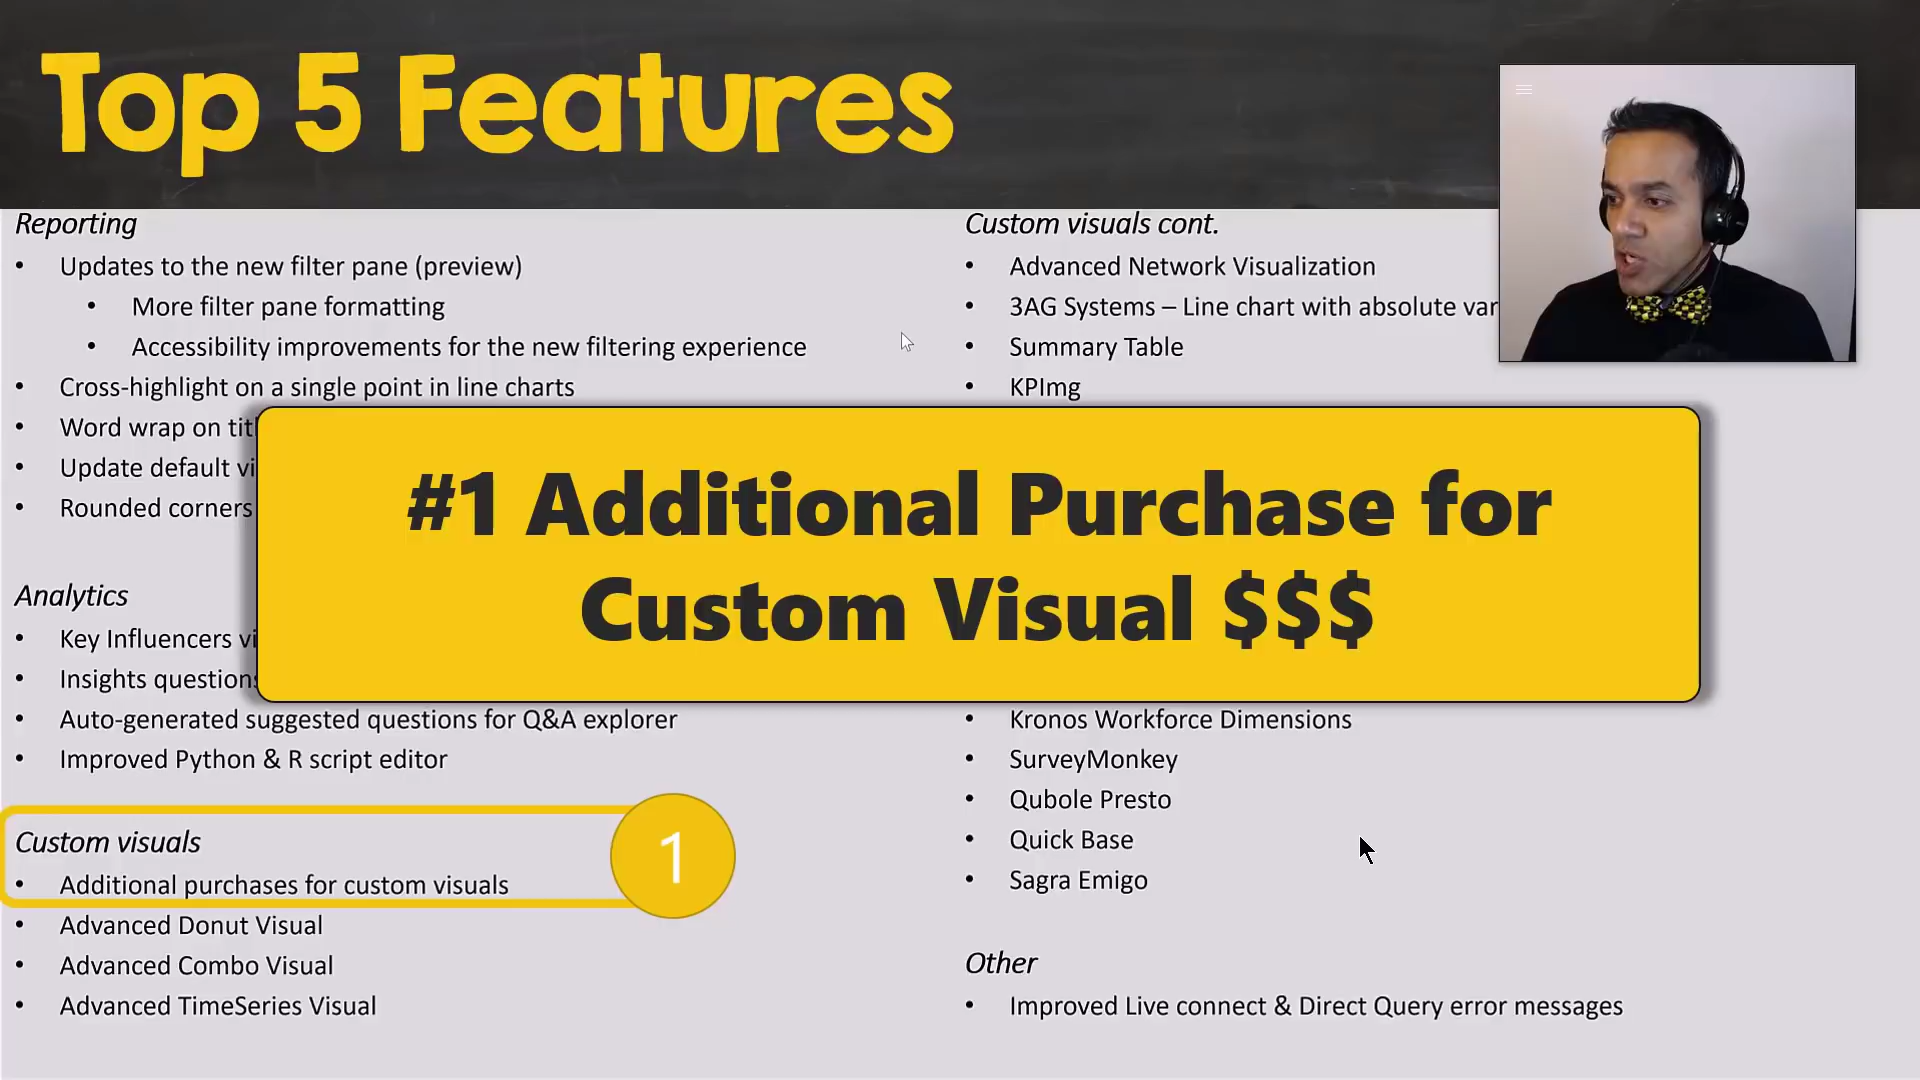 Top 5 Features
Reporting
• Updates to the new filter pane (preview)
• More filter pane formatting
• Accessibility improvements for the new filtering experience
• Cross-highlight on a single point in line charts
• Word wrap on
• Update default
• Rounded corners
Analytics
• Key Influencers
• Insights questions
• Auto-generated suggested questions for Q&A explorer
• Improved Python & R script editor
Custom visuals
• Additional purchases for custom visuals
1
• Advanced Donut Visual
• Advanced Combo Visual
• Advanced TimeSeries Visual
Custom visuals cont.
• Advanced Network Visualization
• 3AG Systems – Line chart with absolute
• Summary Table
• KPImg
#1 Additional Purchase for
Custom Visual $$$
• Kronos Workforce Dimensions
• SurveyMonkey
• Qubole Presto
• Quick Base
• Sagra Emigo
Other
• Improved Live connect & Direct Query error messages